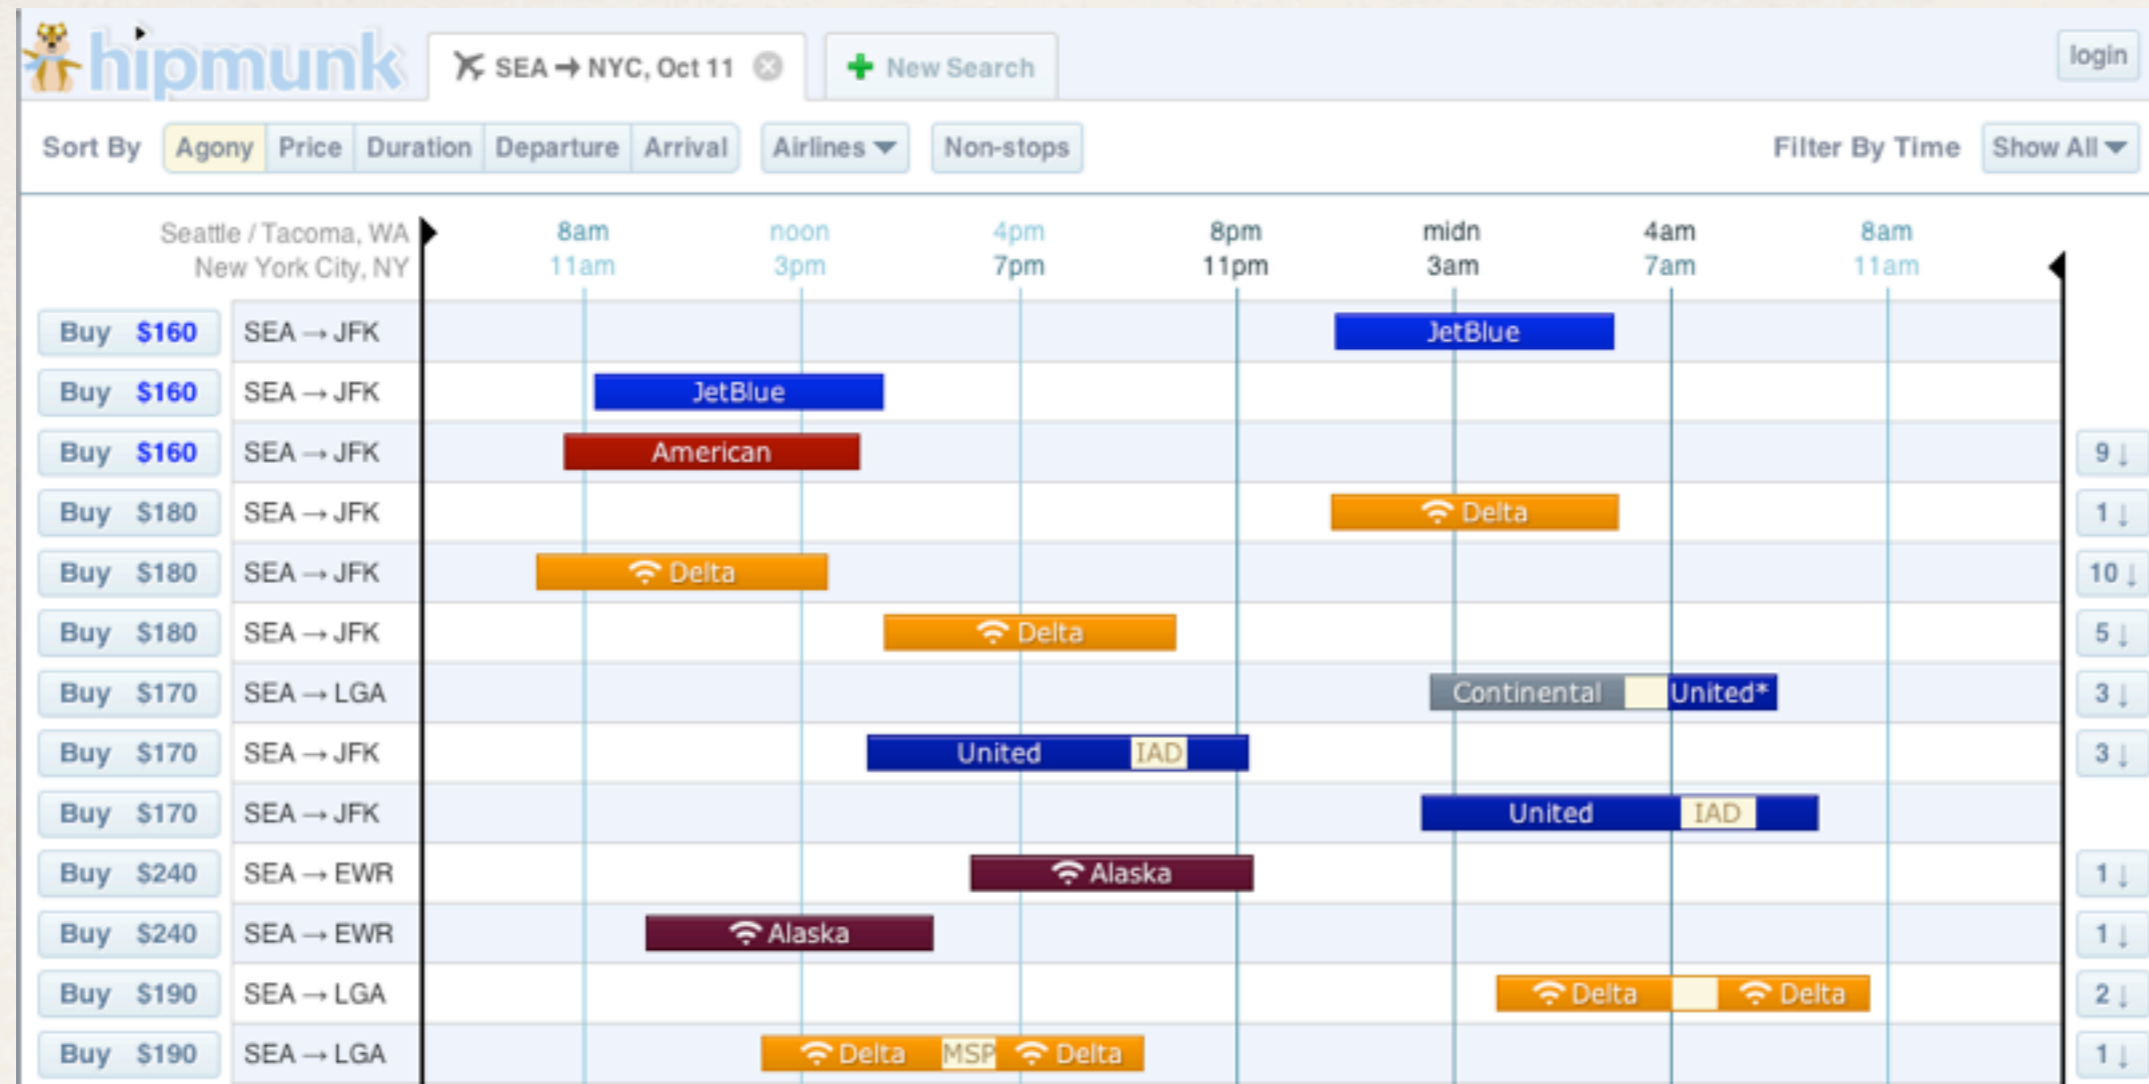 hipmunk SEA → NYC, Oct 11 New Search login
Sort By Agony Price Duration Departure Arrival Airlines Non-stops Filter By Time Show All
Seattle / Tacoma, WA 8am noon 4pm 8pm midn 4am 8am
New York City, NY 11am 3pm 7pm 11pm 3am 7am 11am
Buy $160 SEA → JFK JetBlue
Buy $160 SEA → JFK JetBlue
Buy $160 SEA → JFK American 9 ↓
Buy $180 SEA → JFK Delta 1 ↓
Buy $180 SEA → JFK Delta 10 ↓
Buy $180 SEA → JFK Delta 5 ↓
Buy $170 SEA → LGA Continental United* 3 ↓
Buy $170 SEA → JFK United IAD 3 ↓
Buy $170 SEA → JFK United IAD
Buy $240 SEA → EWR Alaska 1 ↓
Buy $240 SEA → EWR Alaska 1 ↓
Buy $190 SEA → LGA Delta Delta 2 ↓
Buy $190 SEA → LGA Delta MSP Delta 1 ↓